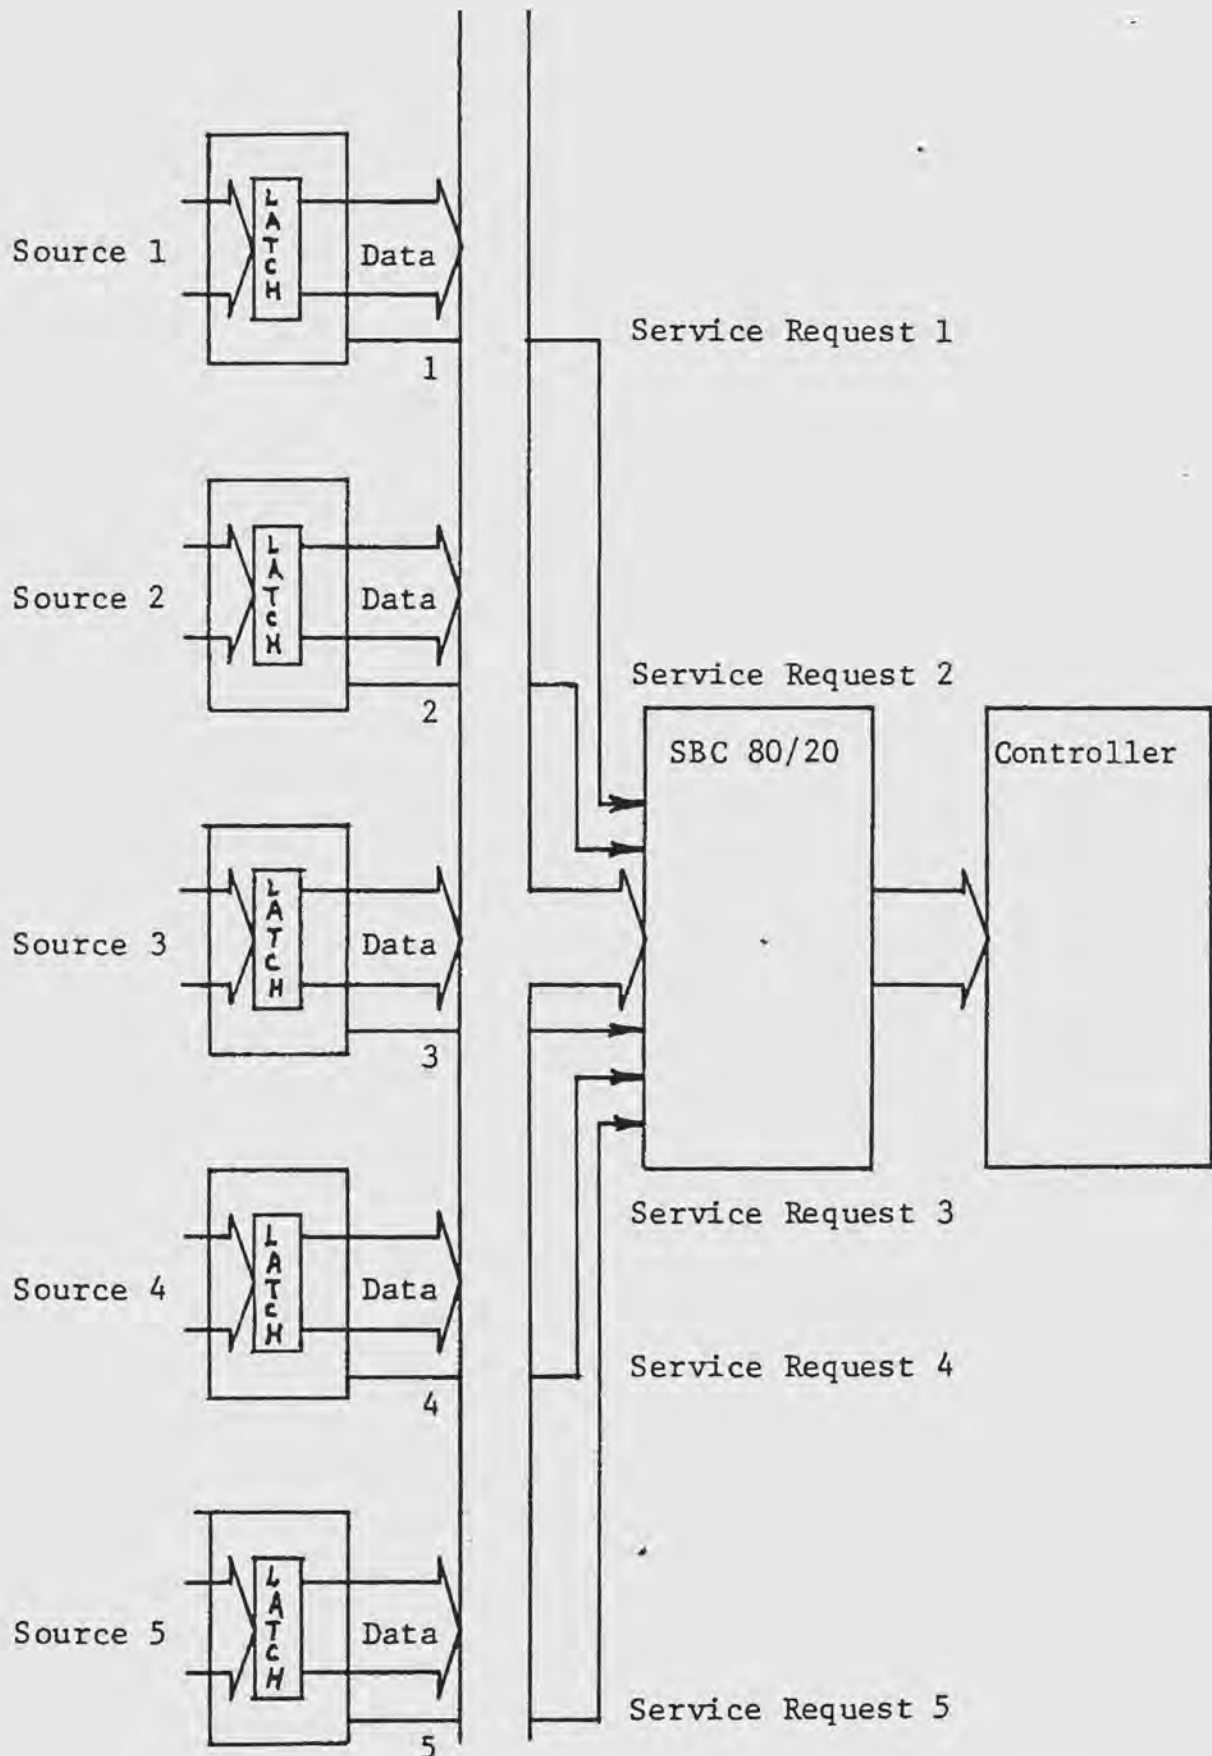 LATCH
Source 1
Data
1
Service Request 1
LATCH
Source 2
Data
2
Service Request 2
SBC 80/20
Controller
LATCH
Source 3
Data
3
Service Request 3
LATCH
Source 4
Data
4
Service Request 4
LATCH
Source 5
Data
5
Service Request 5